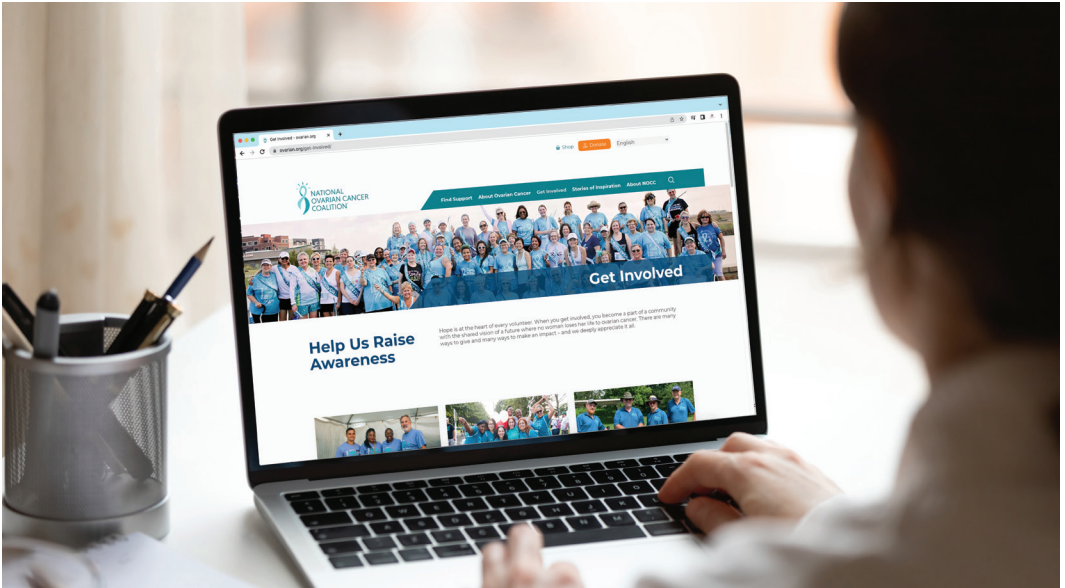 Get Involved - ovarian.org
ovarian.org/get-involved/
Shop
Donate
English
NATIONAL
OVARIAN CANCER
COALITION
Find Support About Ovarian Cancer Get Involved Stories of Inspiration About NOCC
Get Involved
Help Us Raise
Awareness
Hope is at the heart of every volunteer. When you get involved, you become a part of a community
with the shared vision of a future where no woman loses her life to ovarian cancer. There are many
ways to give and many ways to make an impact – and we deeply appreciate it all.